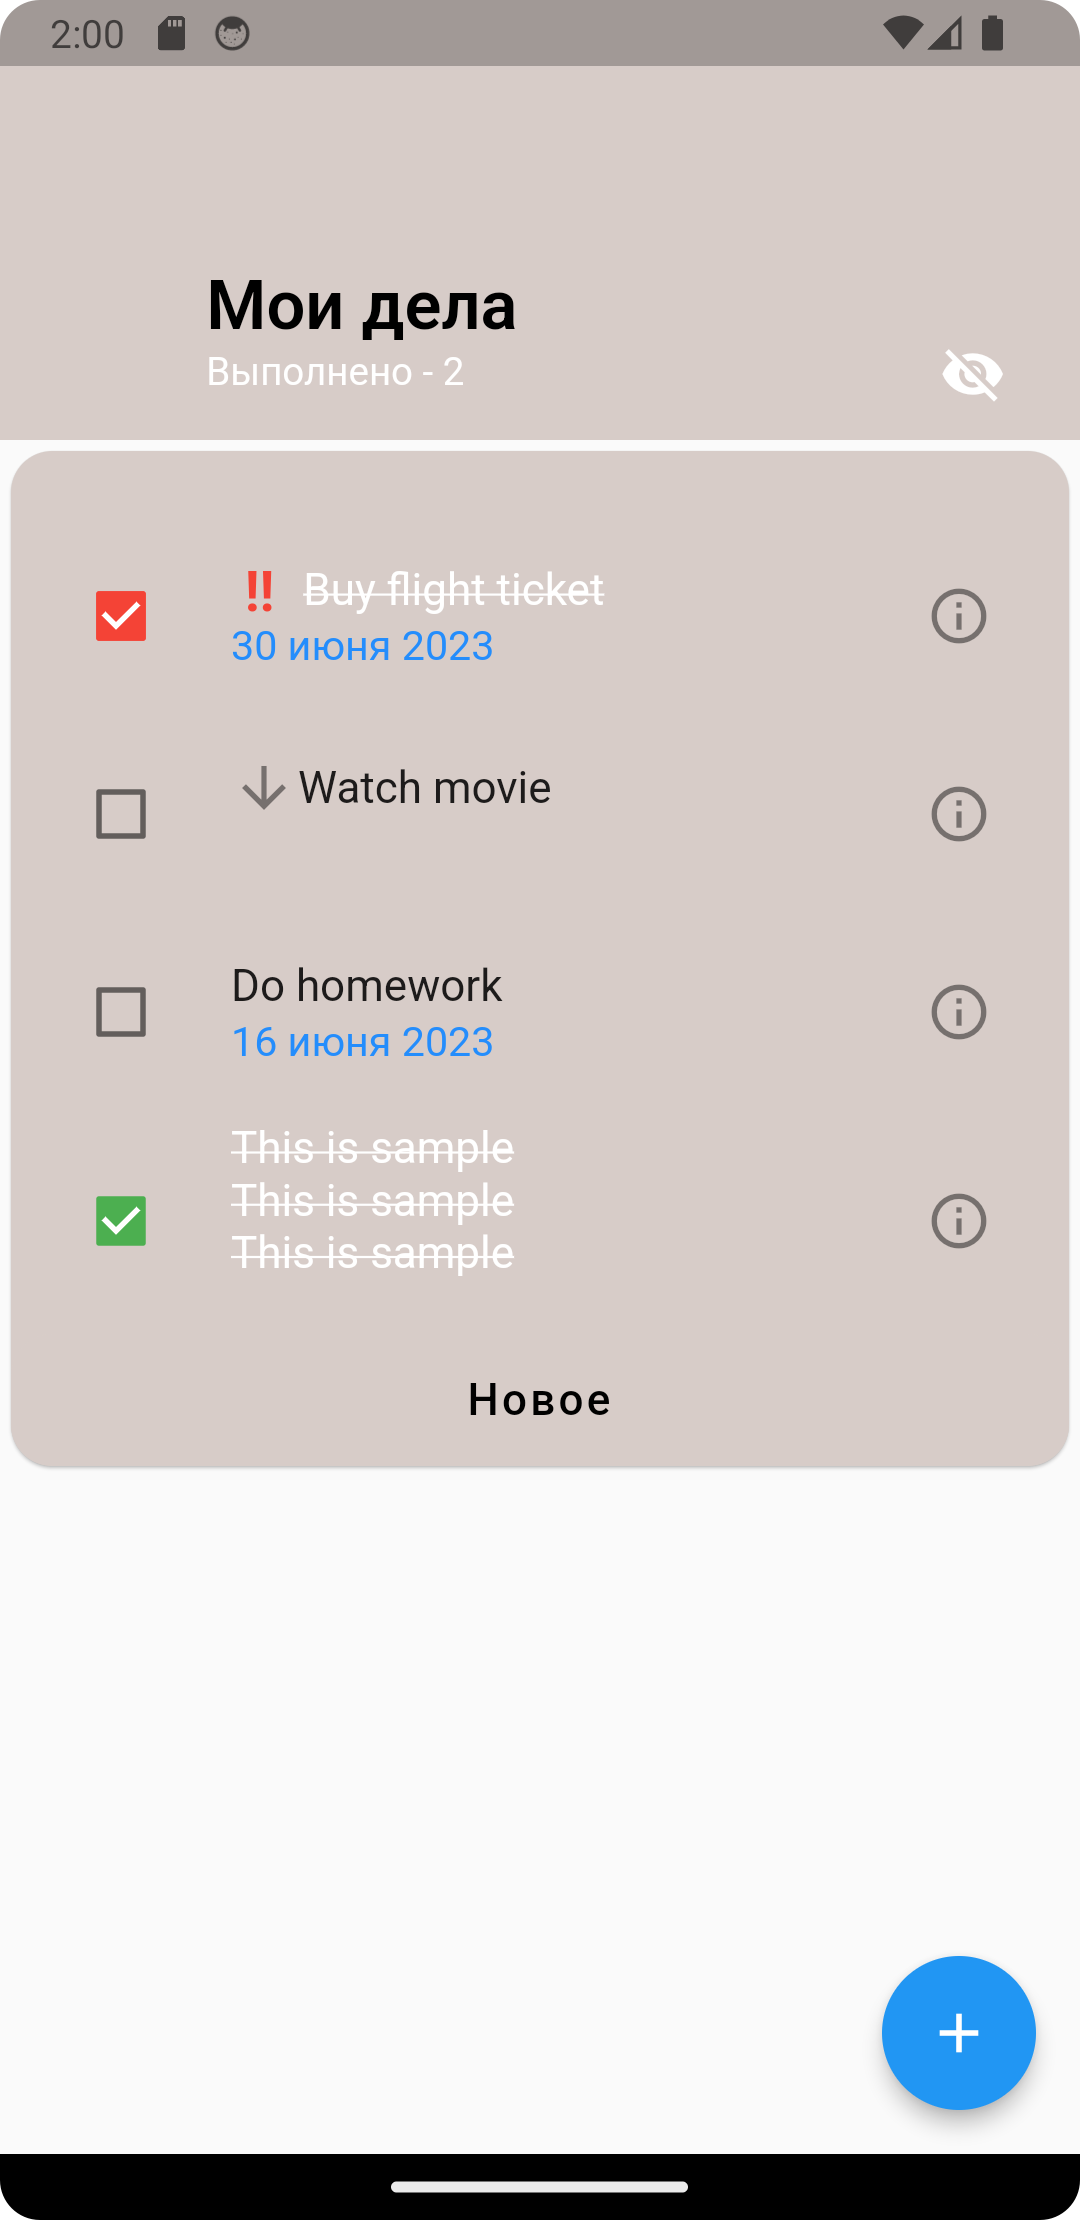 2:00
Мои дела
Выполнено - 2
‼ Buy flight ticket
30 июня 2023
Watch movie
Do homework
16 июня 2023
This is sample
This is sample
This is sample
Новое